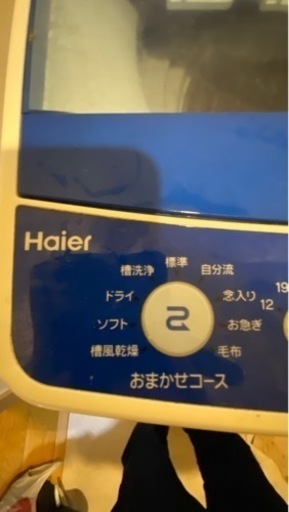 Haier
標準
槽洗浄 自分流
ドライ 念入り 19
12
ソフト お急ぎ
槽風乾燥 毛布
おまかせコース